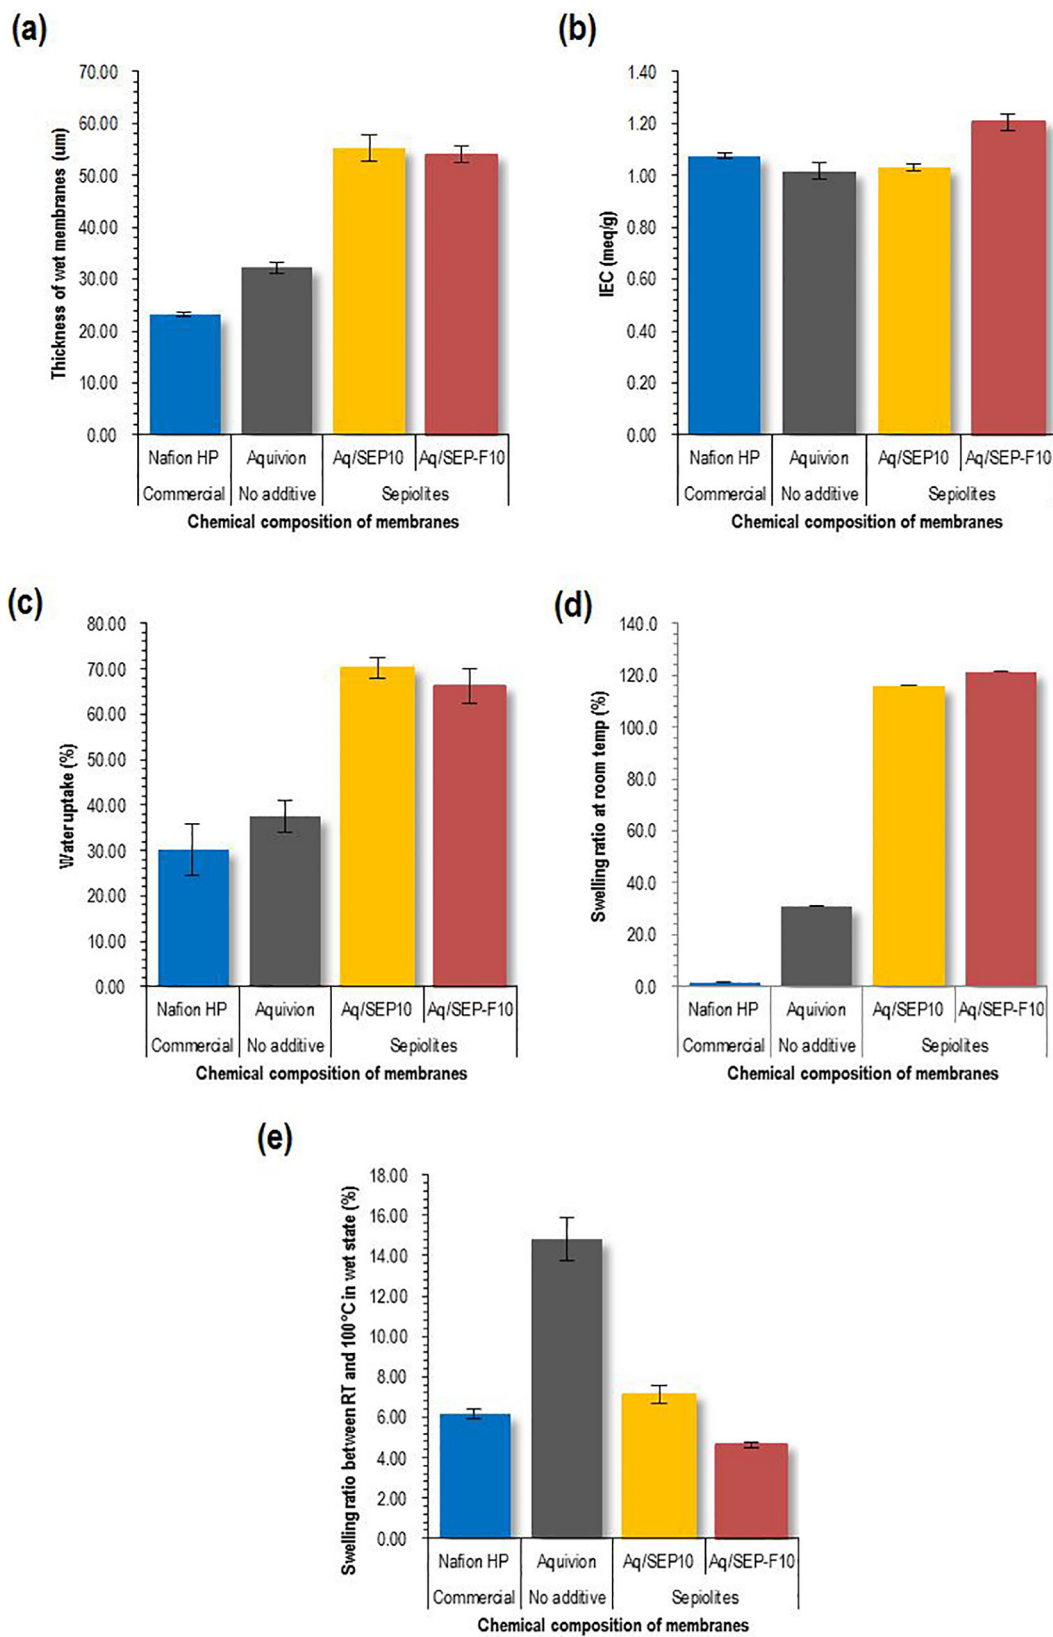 (a)
Thickness of wet membranes (um)
70.00
60.00
50.00
40.00
30.00
20.00
10.00
0.00
Nafion HP Aquivion Aq/SEP10 Aq/SEP-F10
Commercial No additive Sepiolites
Chemical composition of membranes
(b)
IEC (meq/g)
1.40
1.20
1.00
0.80
0.60
0.40
0.20
0.00
Nafion HP Aquivion Aq/SEP10 Aq/SEP-F10
Commercial No additive Sepiolites
Chemical composition of membranes
(c)
Water uptake (%)
80.00
70.00
60.00
50.00
40.00
30.00
20.00
10.00
0.00
Nafion HP Aquivion Aq/SEP10 Aq/SEP-F10
Commercial No additive Sepiolites
Chemical composition of membranes
(d)
Swelling ratio at room temp (%)
140.0
120.0
100.0
80.0
60.0
40.0
20.0
0.0
Nafion HP Aquivion Aq/SEP10 Aq/SEP-F10
Commercial No additive Sepiolites
Chemical composition of membranes
(e)
Swelling ratio between RT and 100°C in wet state (%)
18.00
16.00
14.00
12.00
10.00
8.00
6.00
4.00
2.00
0.00
Nafion HP Aquivion Aq/SEP10 Aq/SEP-F10
Commercial No additive Sepiolites
Chemical composition of membranes